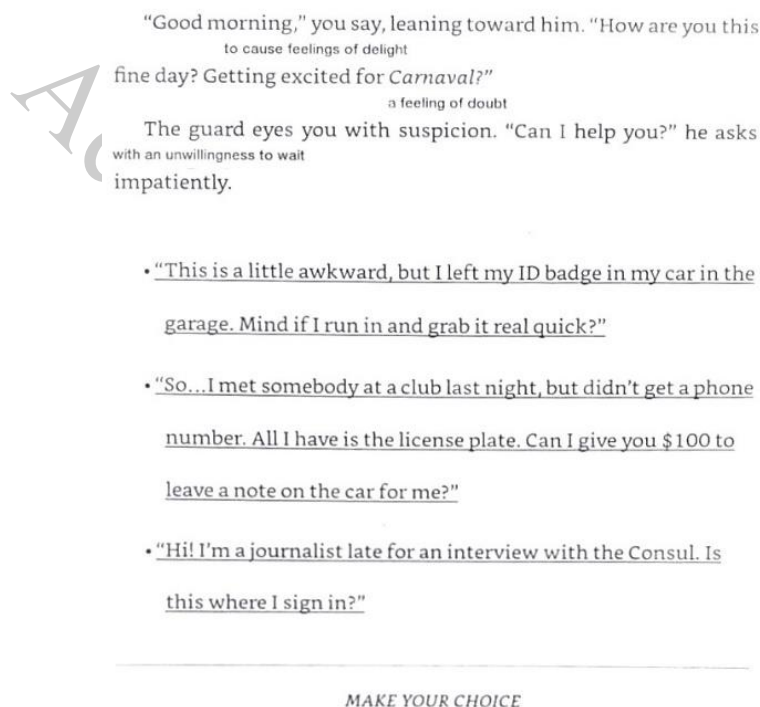 “Good morning,” you say, leaning toward him. “How are you this
to cause feelings of delight
fine day? Getting excited for Carnaval?”
a feeling of doubt
The guard eyes you with suspicion. “Can I help you?” he asks
with an unwillingness to wait
impatiently.
• “This is a little awkward, but I left my ID badge in my car in the
garage. Mind if I run in and grab it real quick?”
• “So…I met somebody at a club last night, but didn’t get a phone
number. All I have is the license plate. Can I give you $100 to
leave a note on the car for me?”
• “Hi! I’m a journalist late for an interview with the Consul. Is
this where I sign in?”
MAKE YOUR CHOICE